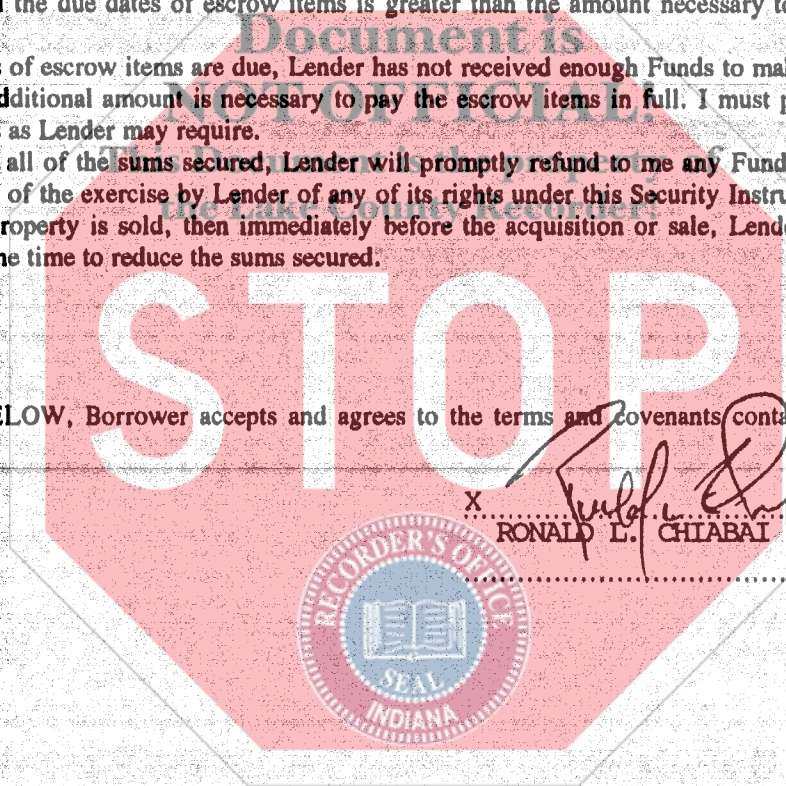 the due dates of escrow items is greater than the amount necessary to
Document is
of escrow items are due, Lender has not received enough Funds to mal
NOT OFFICIAL!
dditional amount is necessary to pay the escrow items in full. I must p
as Lender may require.
This Document is the property
all of the sums secured, Lender will promptly refund to me any Fund
of the exercise by Lender of any of its rights under this Security Instru
the Lake County Recorder!
roperty is sold, then immediately before the acquisition or sale, Lend
ne time to reduce the sums secured.
STOP
ELOW, Borrower accepts and agrees to the terms and covenants conta
X
RONALD L. CHIABAI
RECORDER'S OFFICE
SEAL
INDIANA